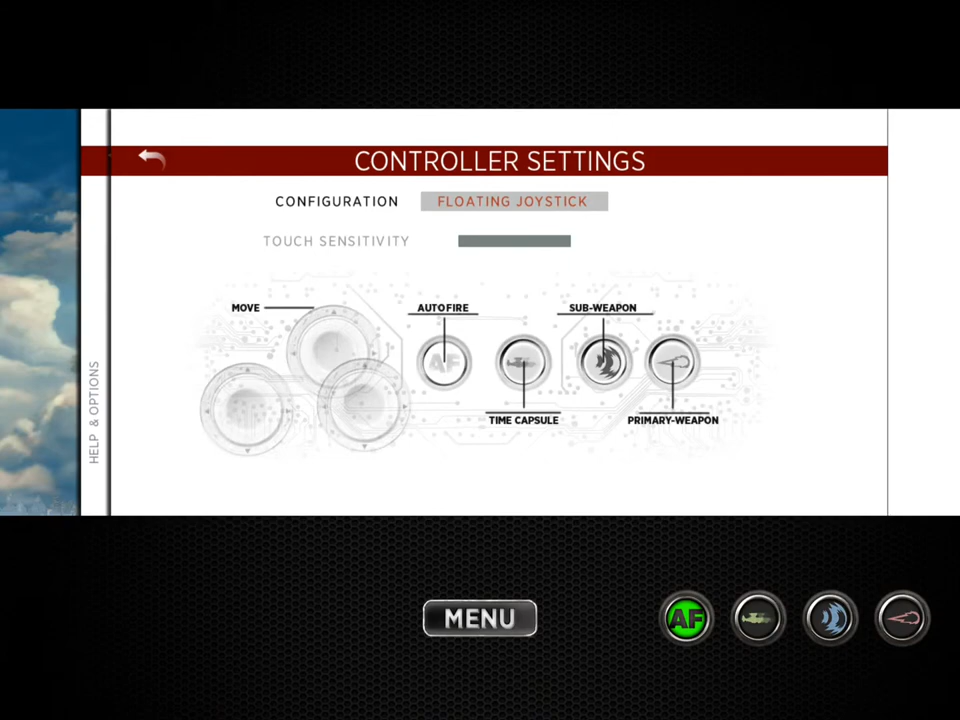 CONTROLLER SETTINGS
CONFIGURATION FLOATING JOYSTICK
TOUCH SENSITIVITY
MOVE AUTOFIRE SUB-WEAPON
AF
TIME CAPSULE PRIMARY-WEAPON
HELP & OPTIONS
MENU AF